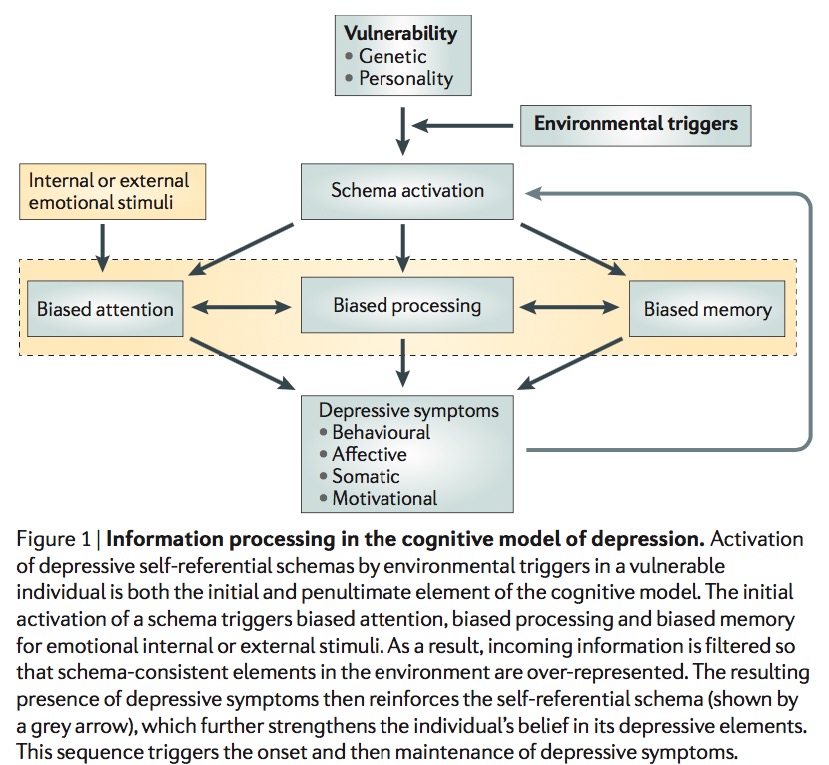 Vulnerability
• Genetic
• Personality
Environmental triggers
Internal or external
emotional stimuli
Schema activation
Biased attention
Biased processing
Biased memory
Depressive symptoms
• Behavioural
• Affective
• Somatic
• Motivational
Figure 1 | Information processing in the cognitive model of depression. Activation
of depressive self-referential schemas by environmental triggers in a vulnerable
individual is both the initial and penultimate element of the cognitive model. The initial
activation of a schema triggers biased attention, biased processing and biased memory
for emotional internal or external stimuli. As a result, incoming information is filtered so
that schema-consistent elements in the environment are over-represented. The resulting
presence of depressive symptoms then reinforces the self-referential schema (shown by
a grey arrow), which further strengthens the individual's belief in its depressive elements.
This sequence triggers the onset and then maintenance of depressive symptoms.